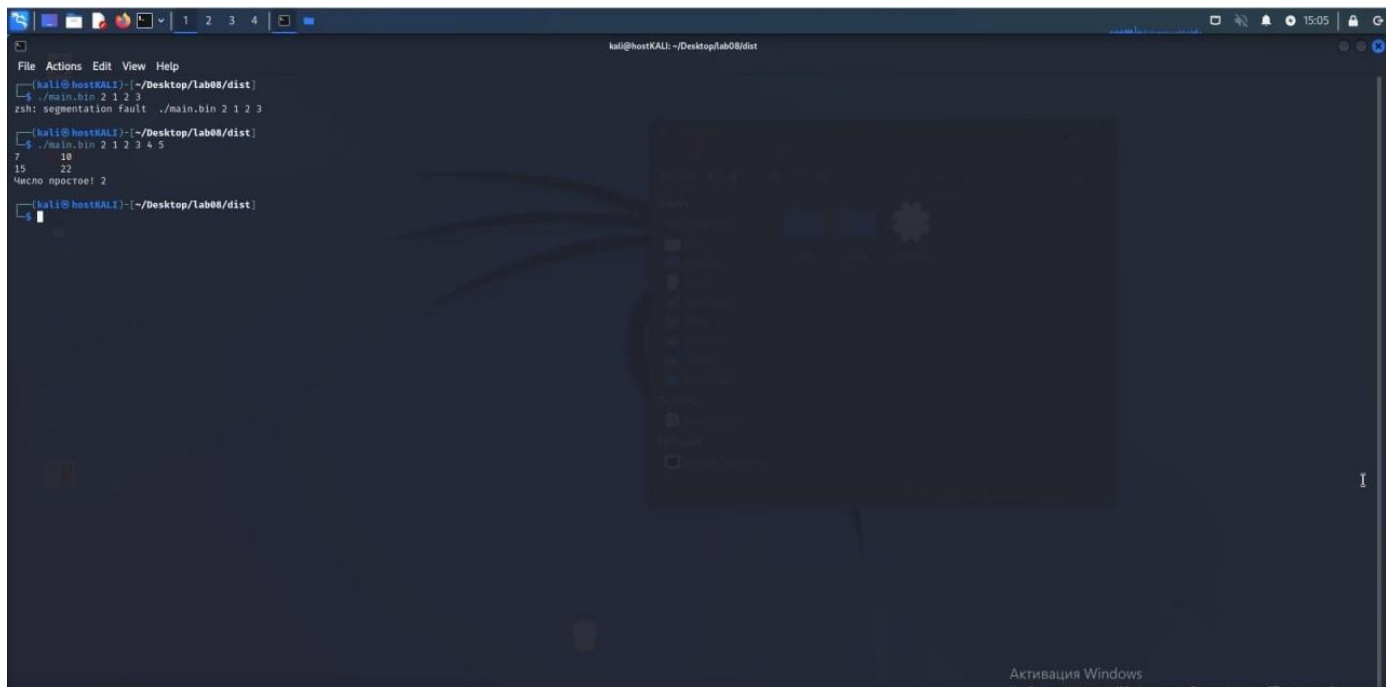 1 2 3 4
15:05
kali@hostKALI: ~/Desktop/lab08/dist
File Actions Edit View Help
(kali㉿hostKALI)-[~/Desktop/lab08/dist]
$ ./main.bin 2 1 2 3
zsh: segmentation fault ./main.bin 2 1 2 3
(kali㉿hostKALI)-[~/Desktop/lab08/dist]
$ ./main.bin 2 1 2 3 4 5
7 10
15 22
Число простое! 2
(kali㉿hostKALI)-[~/Desktop/lab08/dist]
$
Активация Windows